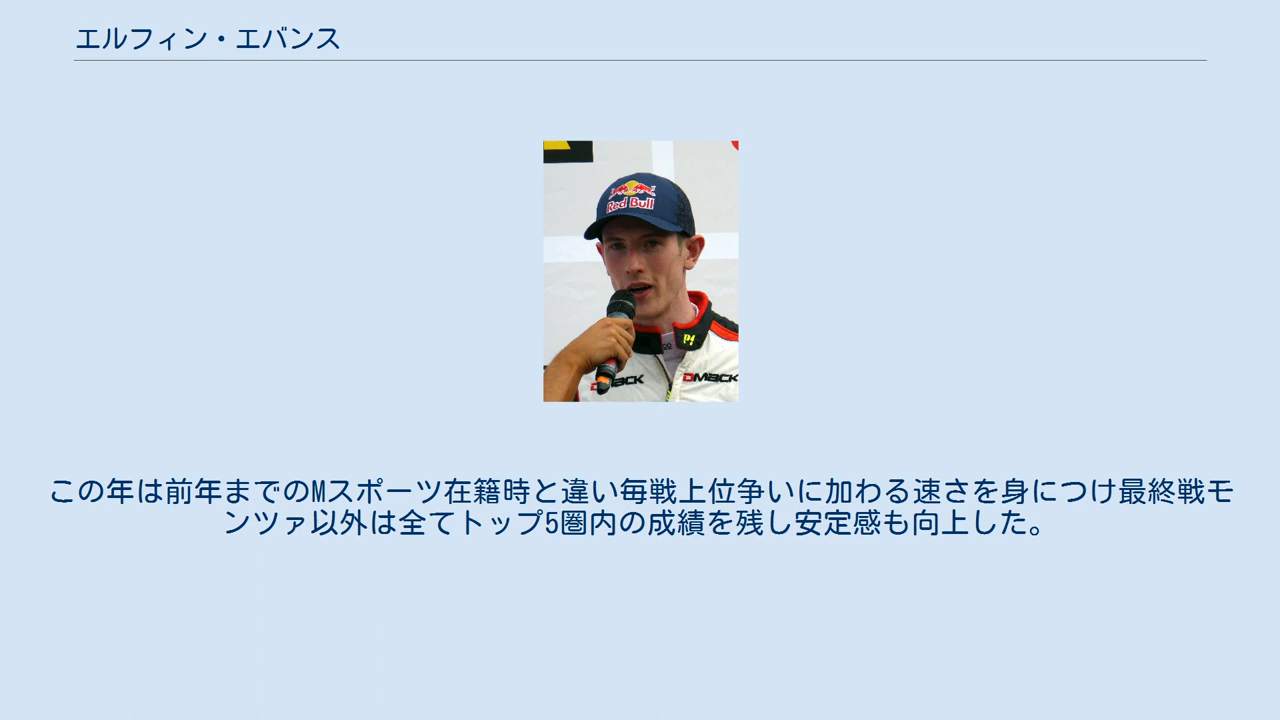 エルフィン・エバンス
Red Bull
DMACK
この年は前年までのMスポーツ在籍時と違い毎戦上位争いに加わる速さを身につけ最終戦モ
ンツァ以外は全てトップ5圏内の成績を残し安定感も向上した。